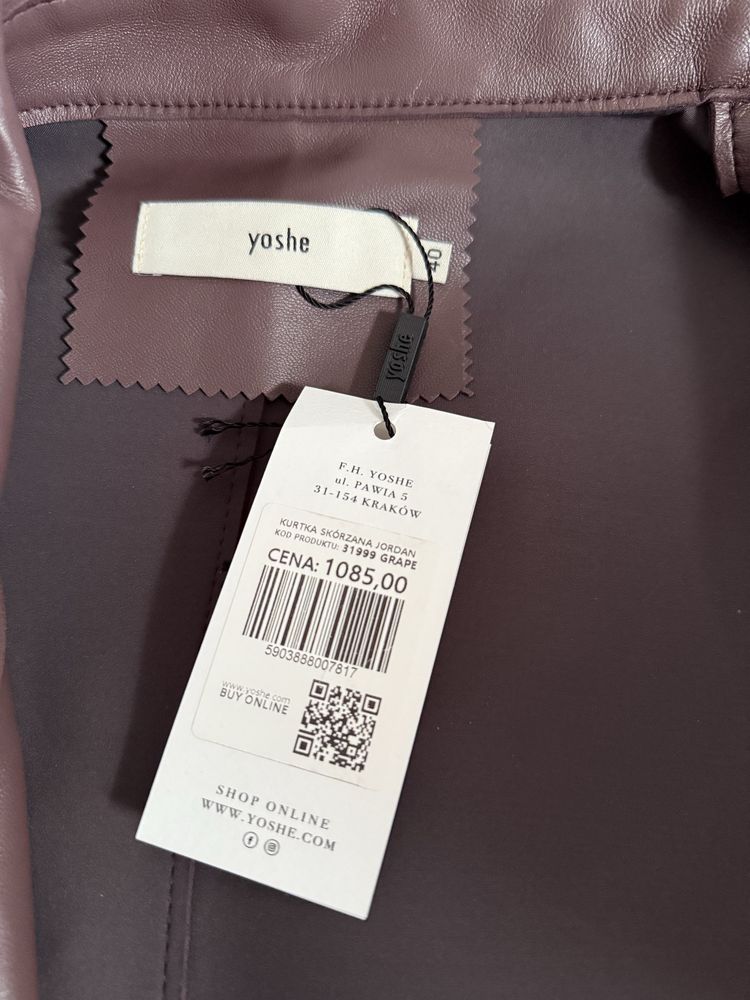 yoshe
40
yoshe
F.H. YOSHE
ul. PAWIA 5
31-154 KRAKÓW
KURTKA SKÓRZANA JORDAN
KOD PRODUKTU: 31999 GRAPE
CENA: 1085,00
5903888007817
www.yoshe.com
BUY ONLINE
SHOP ONLINE
WWW.YOSHE.COM